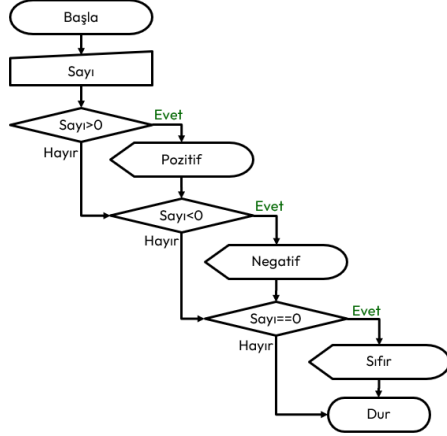 Başla
Sayı
Sayı>0
Evet
Hayır
Pozitif
Sayı<0
Evet
Hayır
Negatif
Sayı==0
Evet
Hayır
Sıfır
Dur